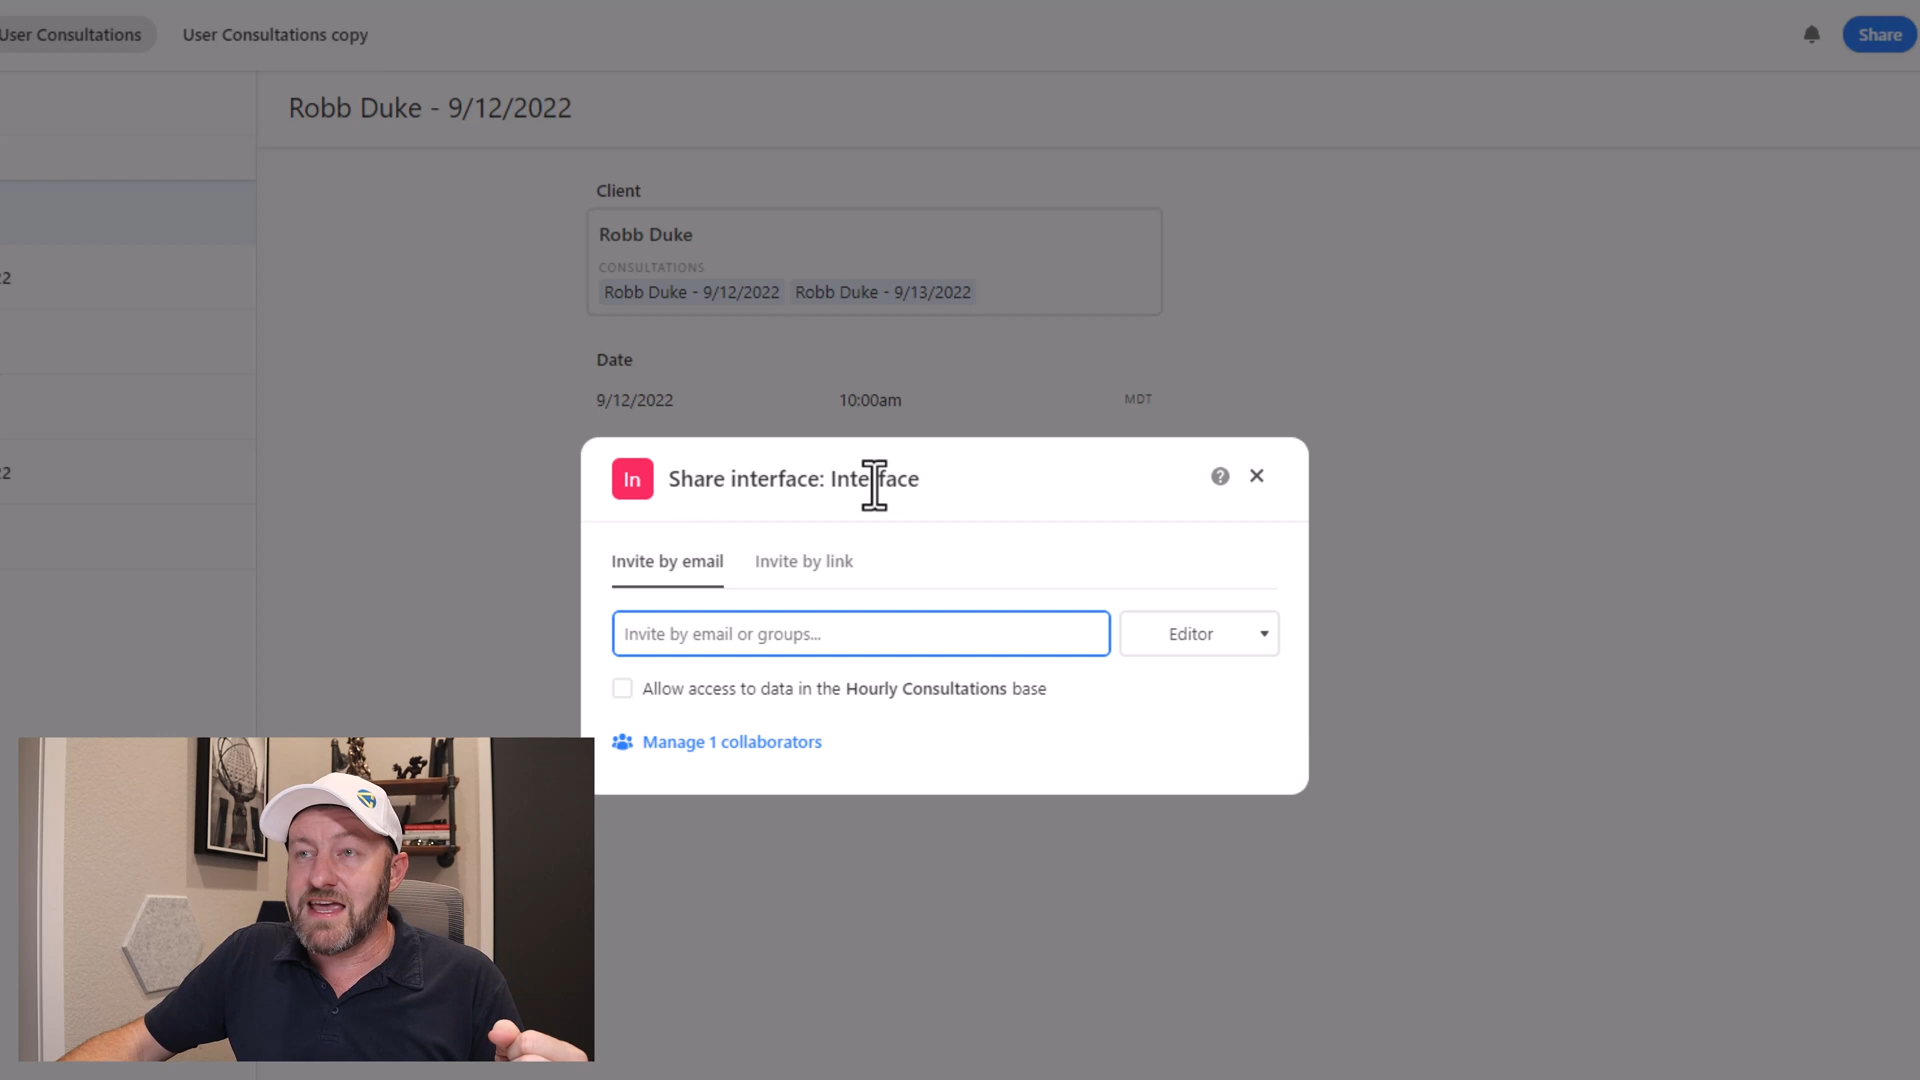 User Consultations
User Consultations copy
Share
Robb Duke - 9/12/2022
Client
Robb Duke
CONSULTATIONS
Robb Duke - 9/12/2022
Robb Duke - 9/13/2022
Date
9/12/2022
10:00am
MDT
2
2
In
Share interface: Interface
?
Invite by email
Invite by link
Invite by email or groups...
Editor
Allow access to data in the Hourly Consultations base
Manage 1 collaborators